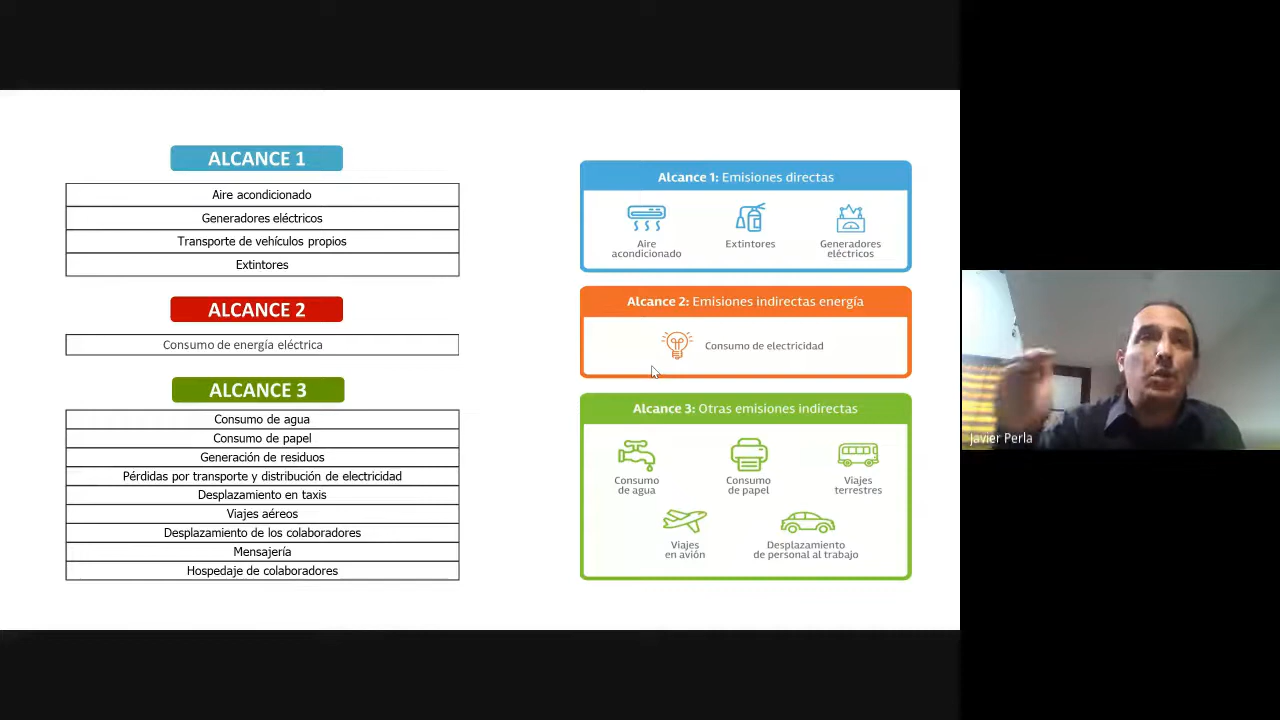 ALCANCE 1
Aire acondicionado
Generadores eléctricos
Transporte de vehículos propios
Extintores
ALCANCE 2
Consumo de energía eléctrica
ALCANCE 3
Consumo de agua
Consumo de papel
Generación de residuos
Pérdidas por transporte y distribución de electricidad
Desplazamiento en taxis
Viajes aéreos
Desplazamiento de los colaboradores
Mensajería
Hospedaje de colaboradores
Alcance 1: Emisiones directas
Aire
acondicionado
Extintores
Generadores
eléctricos
Alcance 2: Emisiones indirectas energía
Consumo de electricidad
Alcance 3: Otras emisiones indirectas
Consumo
de agua
Consumo
de papel
Viajes
terrestres
Viajes
en avión
Desplazamiento
de personal al trabajo
Javier Perla